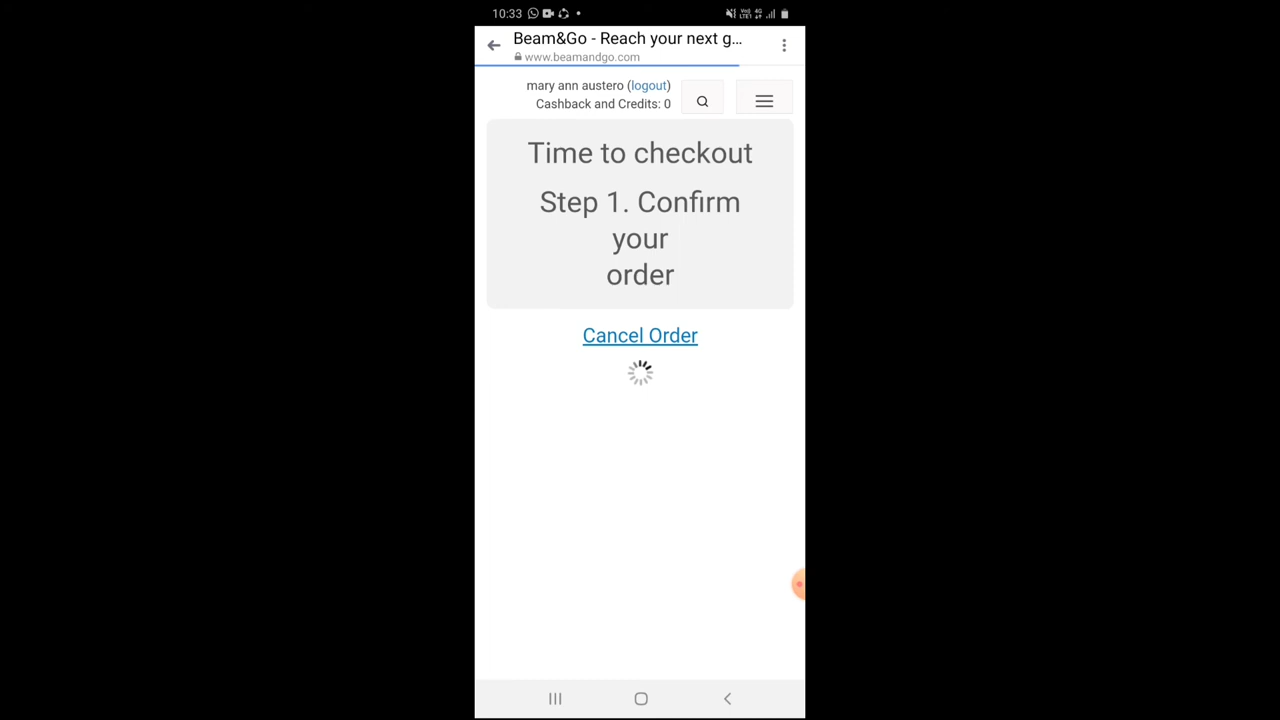 10:33
Beam&Go - Reach your next g...
www.beamandgo.com
mary ann austero (logout)
Cashback and Credits: 0
Time to checkout
Step 1. Confirm
your
order
Cancel Order